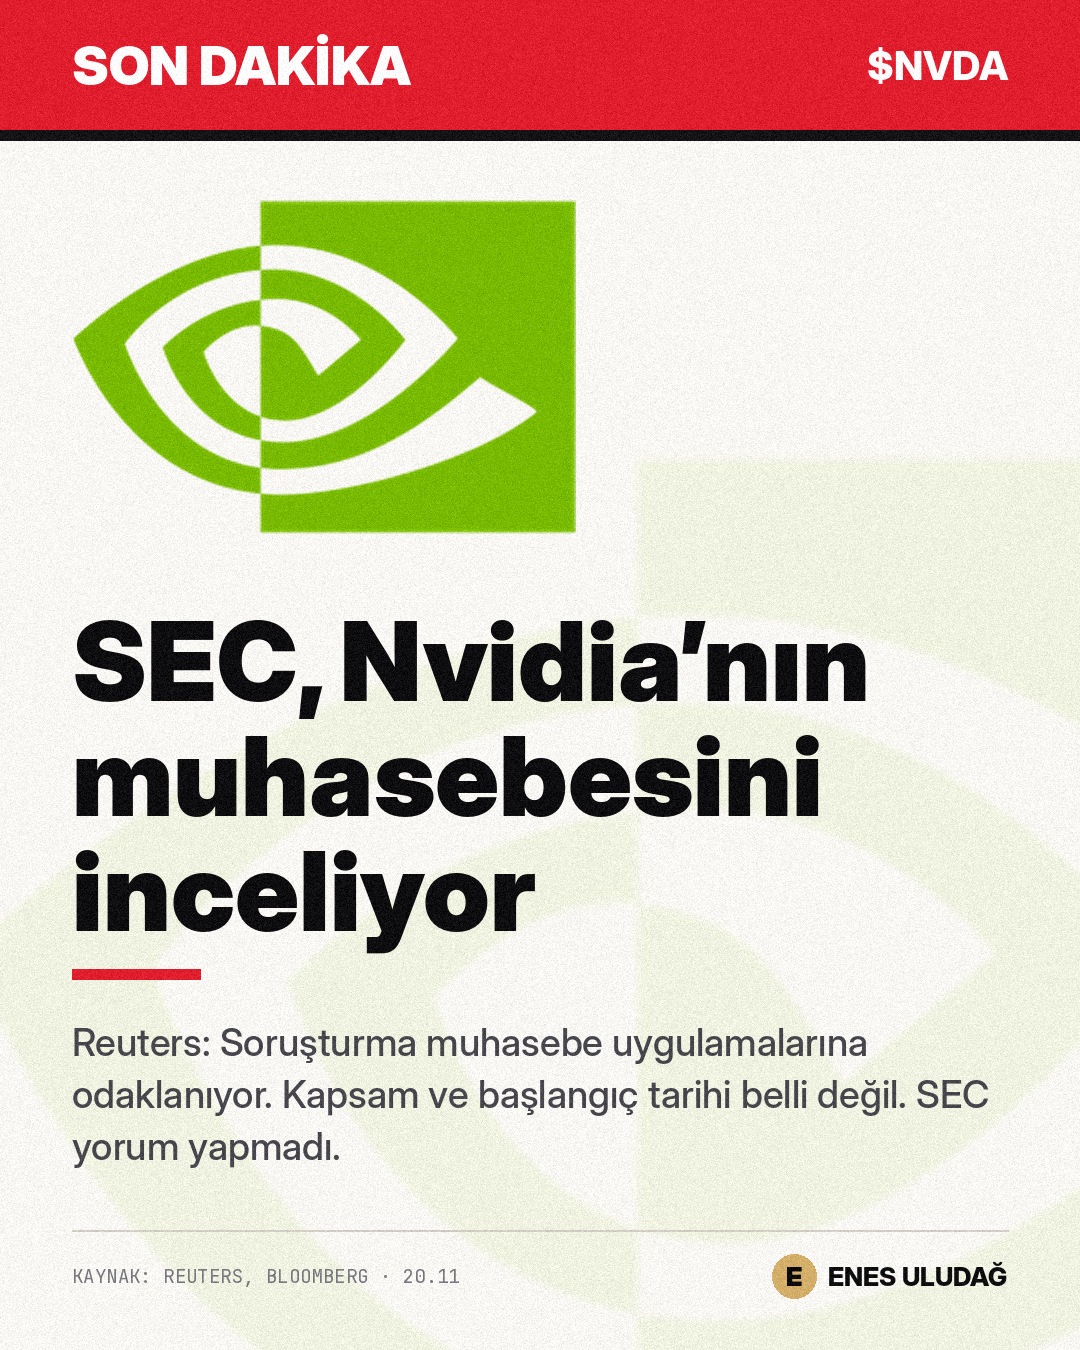 SON DAKİKA
$NVDA
SEC, Nvidia’nın
muhasebesini
inceliyor
Reuters: Soruşturma muhasebe uygulamalarına
odaklanıyor. Kapsam ve başlangıç tarihi belli değil. SEC
yorum yapmadı.
KAYNAK: REUTERS, BLOOMBERG · 20.11
E ENES ULUDAĞ